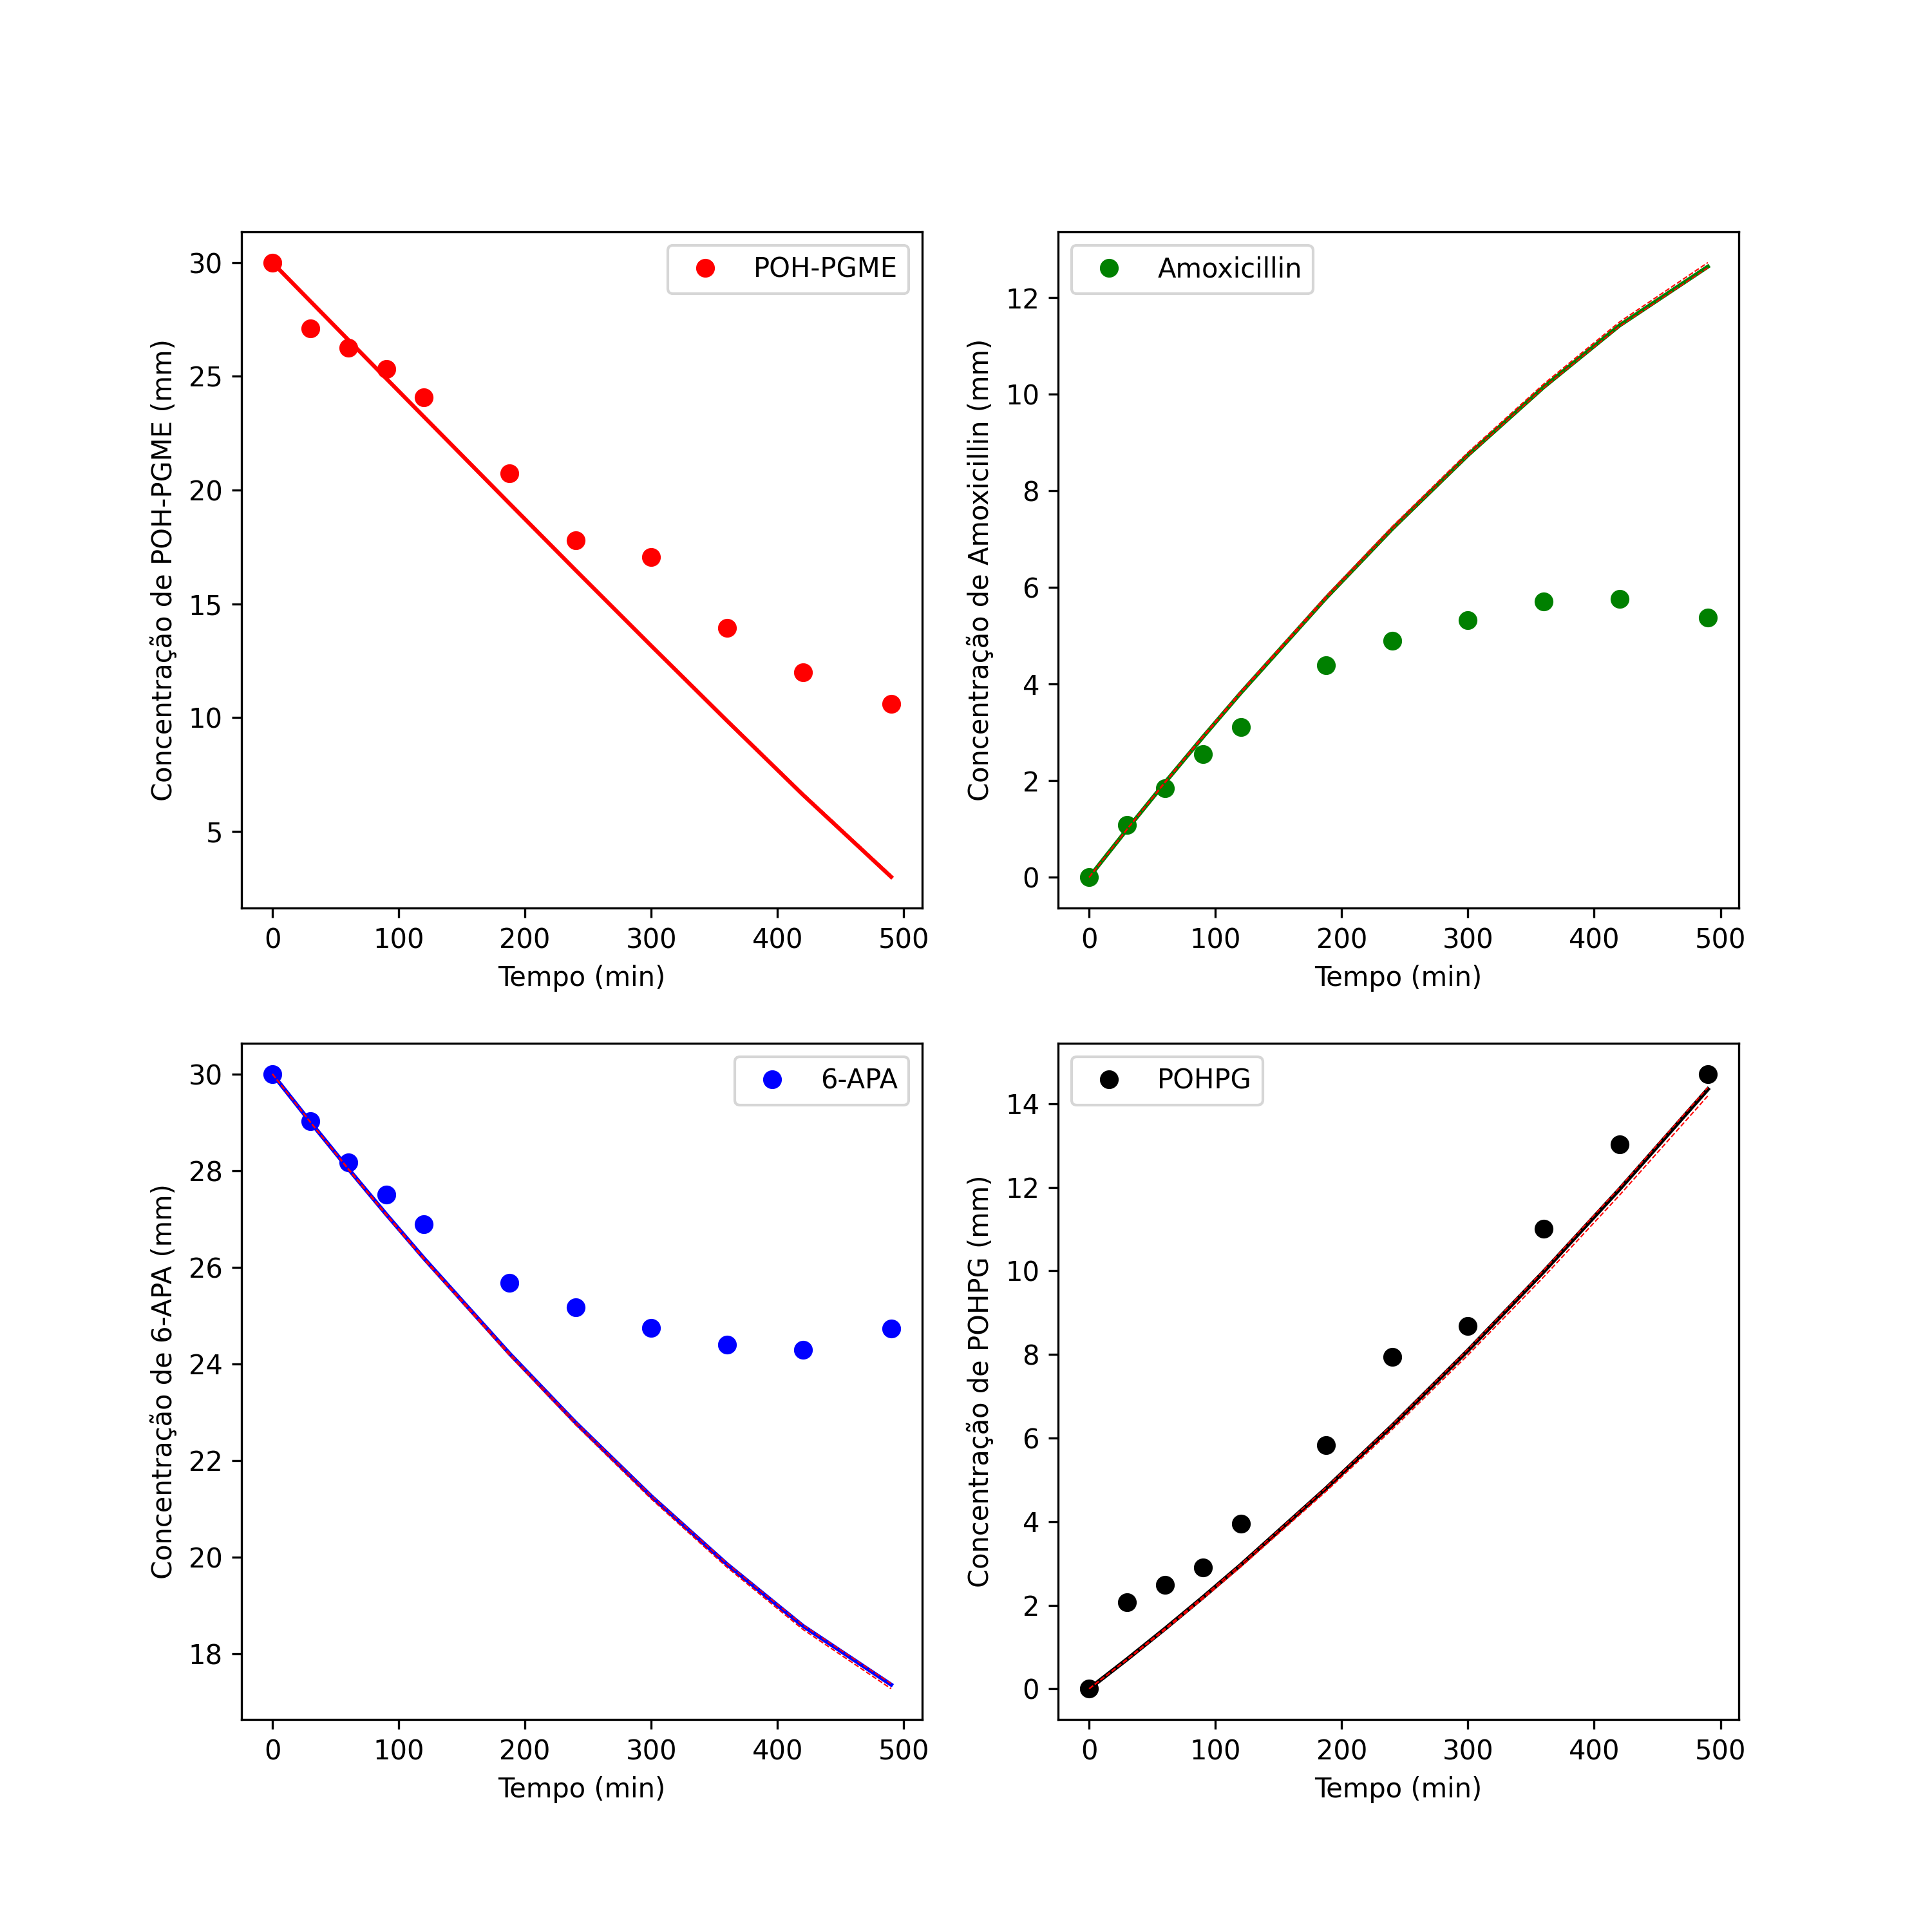 POH-PGME
Concentração de POH-PGME (mm)
30
25
20
15
10
5
0 100 200 300 400 500
Tempo (min)
Amoxicillin
Concentração de Amoxicillin (mm)
12
10
8
6
4
2
0
0 100 200 300 400 500
Tempo (min)
6-APA
Concentração de 6-APA (mm)
30
28
26
24
22
20
18
0 100 200 300 400 500
Tempo (min)
POHPG
Concentração de POHPG (mm)
14
12
10
8
6
4
2
0
0 100 200 300 400 500
Tempo (min)